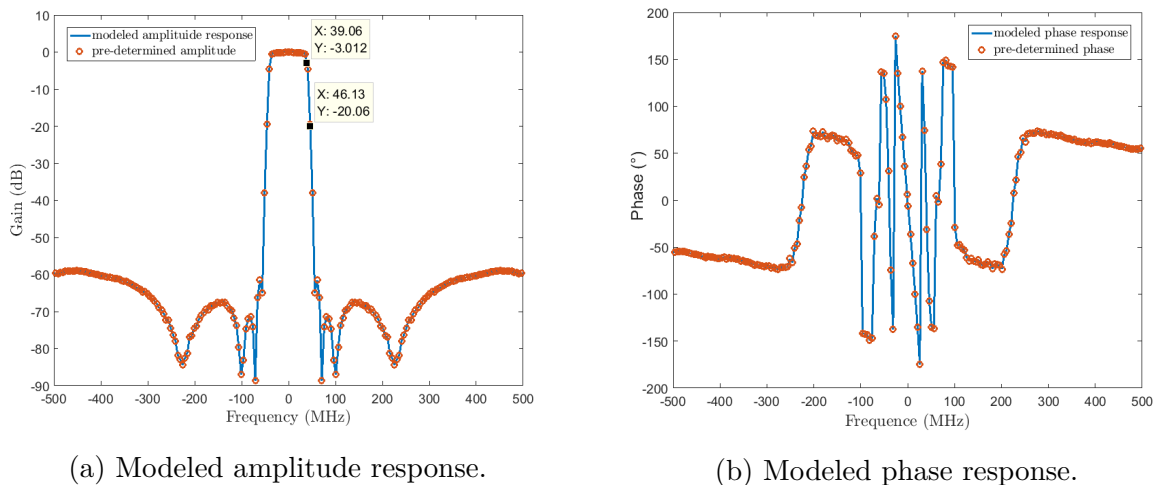 10
0
-10
-20
-30
-40
-50
-60
-70
-80
-90
Gain (dB)
modeled amplituide response
pre-determined amplitude
X: 39.06
Y: -3.012
X: 46.13
Y: -20.06
-500 -400 -300 -200 -100 0 100 200 300 400 500
Frequency (MHz)
(a) Modeled amplitude response.
200
150
100
50
0
-50
-100
-150
-200
Phase (°)
modeled phase response
pre-determined phase
-500 -400 -300 -200 -100 0 100 200 300 400 500
Frequence (MHz)
(b) Modeled phase response.